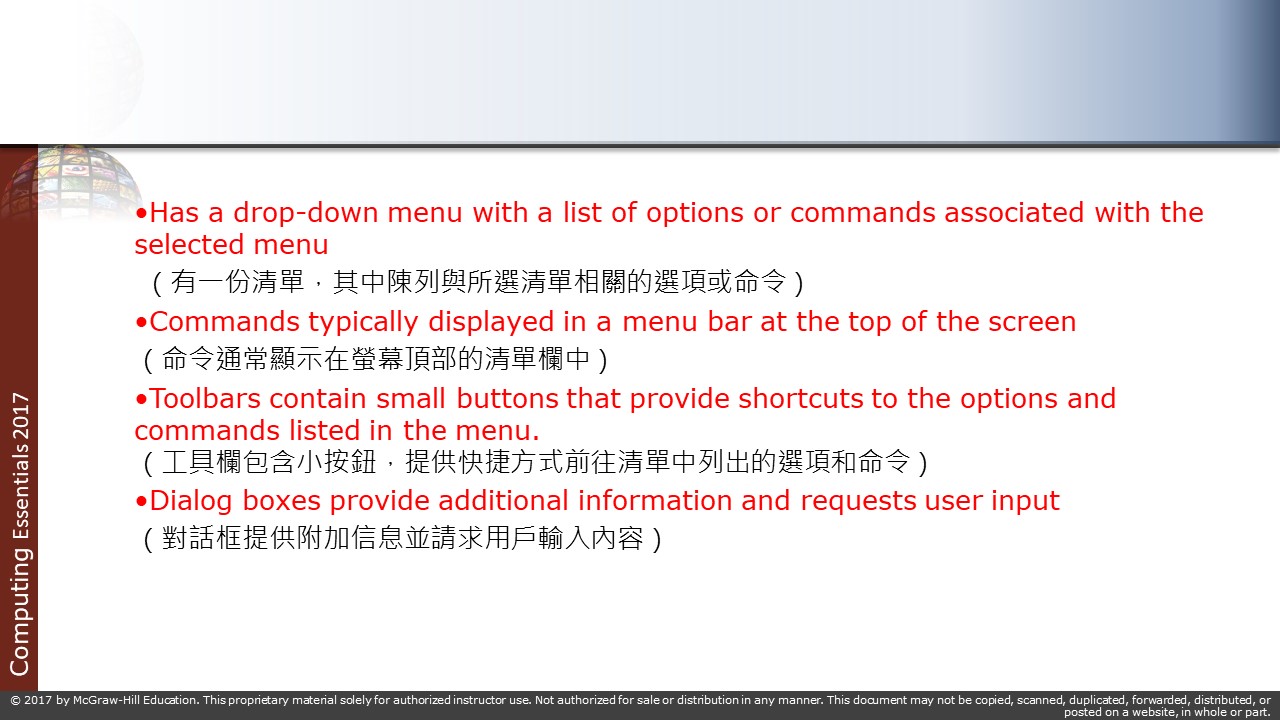 •Has a drop-down menu with a list of options or commands associated with the
selected menu
（有一份清單，其中陳列與所選清單相關的選項或命令）
•Commands typically displayed in a menu bar at the top of the screen
（命令通常顯示在螢幕頂部的清單欄中）
•Toolbars contain small buttons that provide shortcuts to the options and
commands listed in the menu.
（工具欄包含小按鈕，提供快捷方式前往清單中列出的選項和命令）
•Dialog boxes provide additional information and requests user input
（對話框提供附加信息並請求用戶輸入內容）
Computing Essentials 2017
© 2017 by McGraw-Hill Education. This proprietary material solely for authorized instructor use. Not authorized for sale or distribution in any manner. This document may not be copied, scanned, duplicated, forwarded, distributed, or
posted on a website, in whole or part.